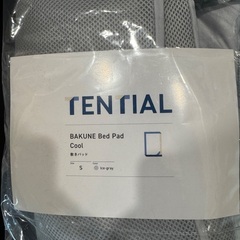 TENTIAL
BAKUNE Bed Pad
Cool
敷きパッド
S
ice gray